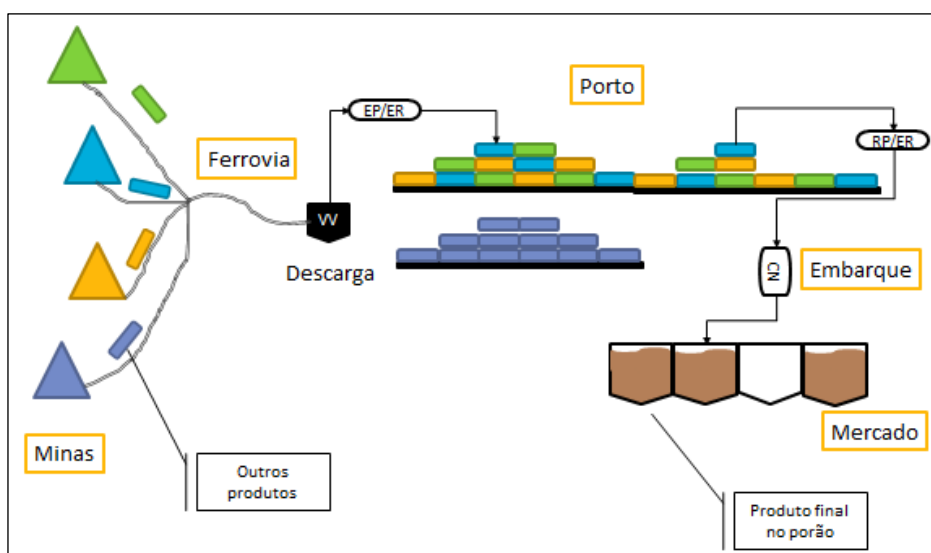 Porto
EP/ER
RP/ER
Ferrovia
VV
Descarga
CN
Embarque
Minas
Mercado
Outros
produtos
Produto final
no porão